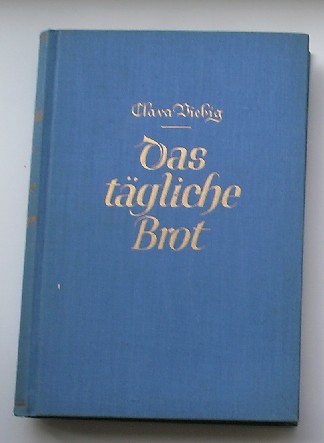 Clara Viebig
Das
tägliche
Brot